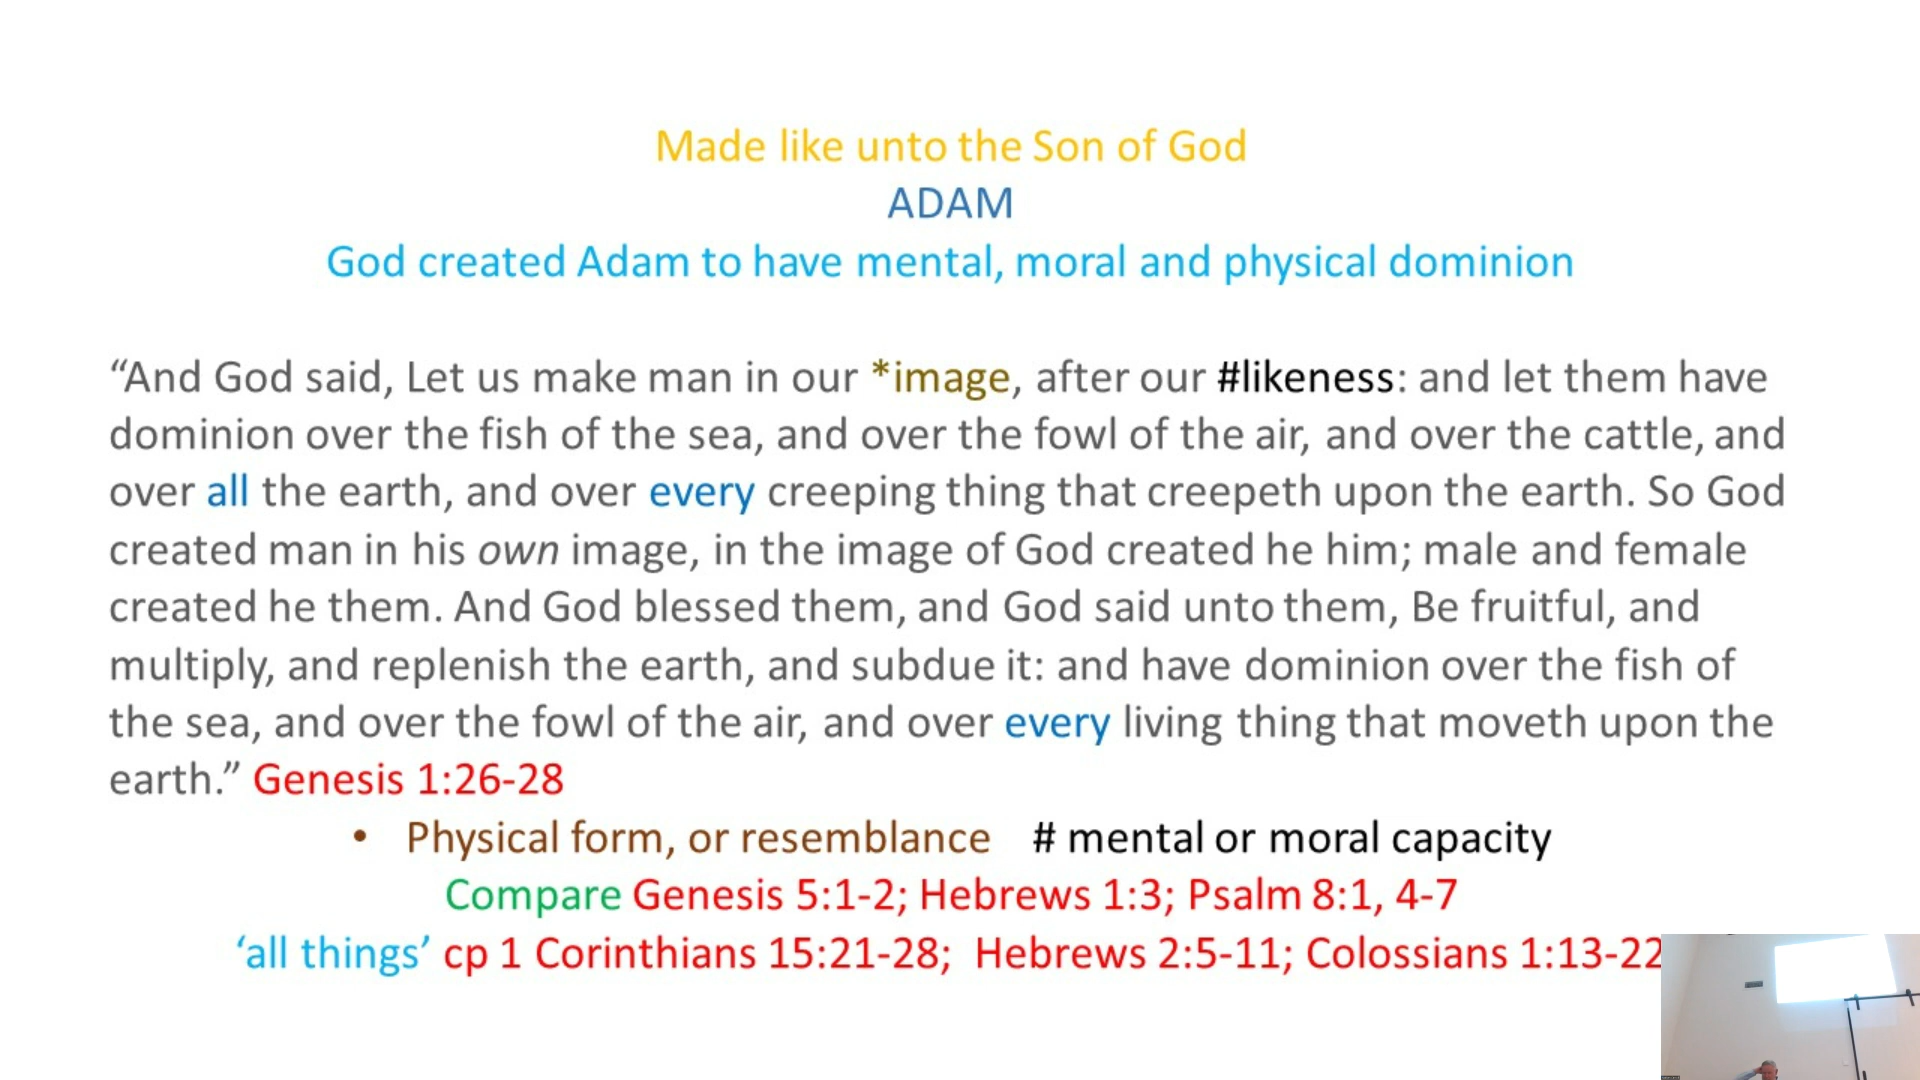 Made like unto the Son of God
ADAM
God created Adam to have mental, moral and physical dominion
“And God said, Let us make man in our *image, after our #likeness: and let them have
dominion over the fish of the sea, and over the fowl of the air, and over the cattle, and
over all the earth, and over every creeping thing that creepeth upon the earth. So God
created man in his own image, in the image of God created he him; male and female
created he them. And God blessed them, and God said unto them, Be fruitful, and
multiply, and replenish the earth, and subdue it: and have dominion over the fish of
the sea, and over the fowl of the air, and over every living thing that moveth upon the
earth.” Genesis 1:26-28
• Physical form, or resemblance # mental or moral capacity
Compare Genesis 5:1-2; Hebrews 1:3; Psalm 8:1, 4-7
‘all things’ cp 1 Corinthians 15:21-28; Hebrews 2:5-11; Colossians 1:13-22